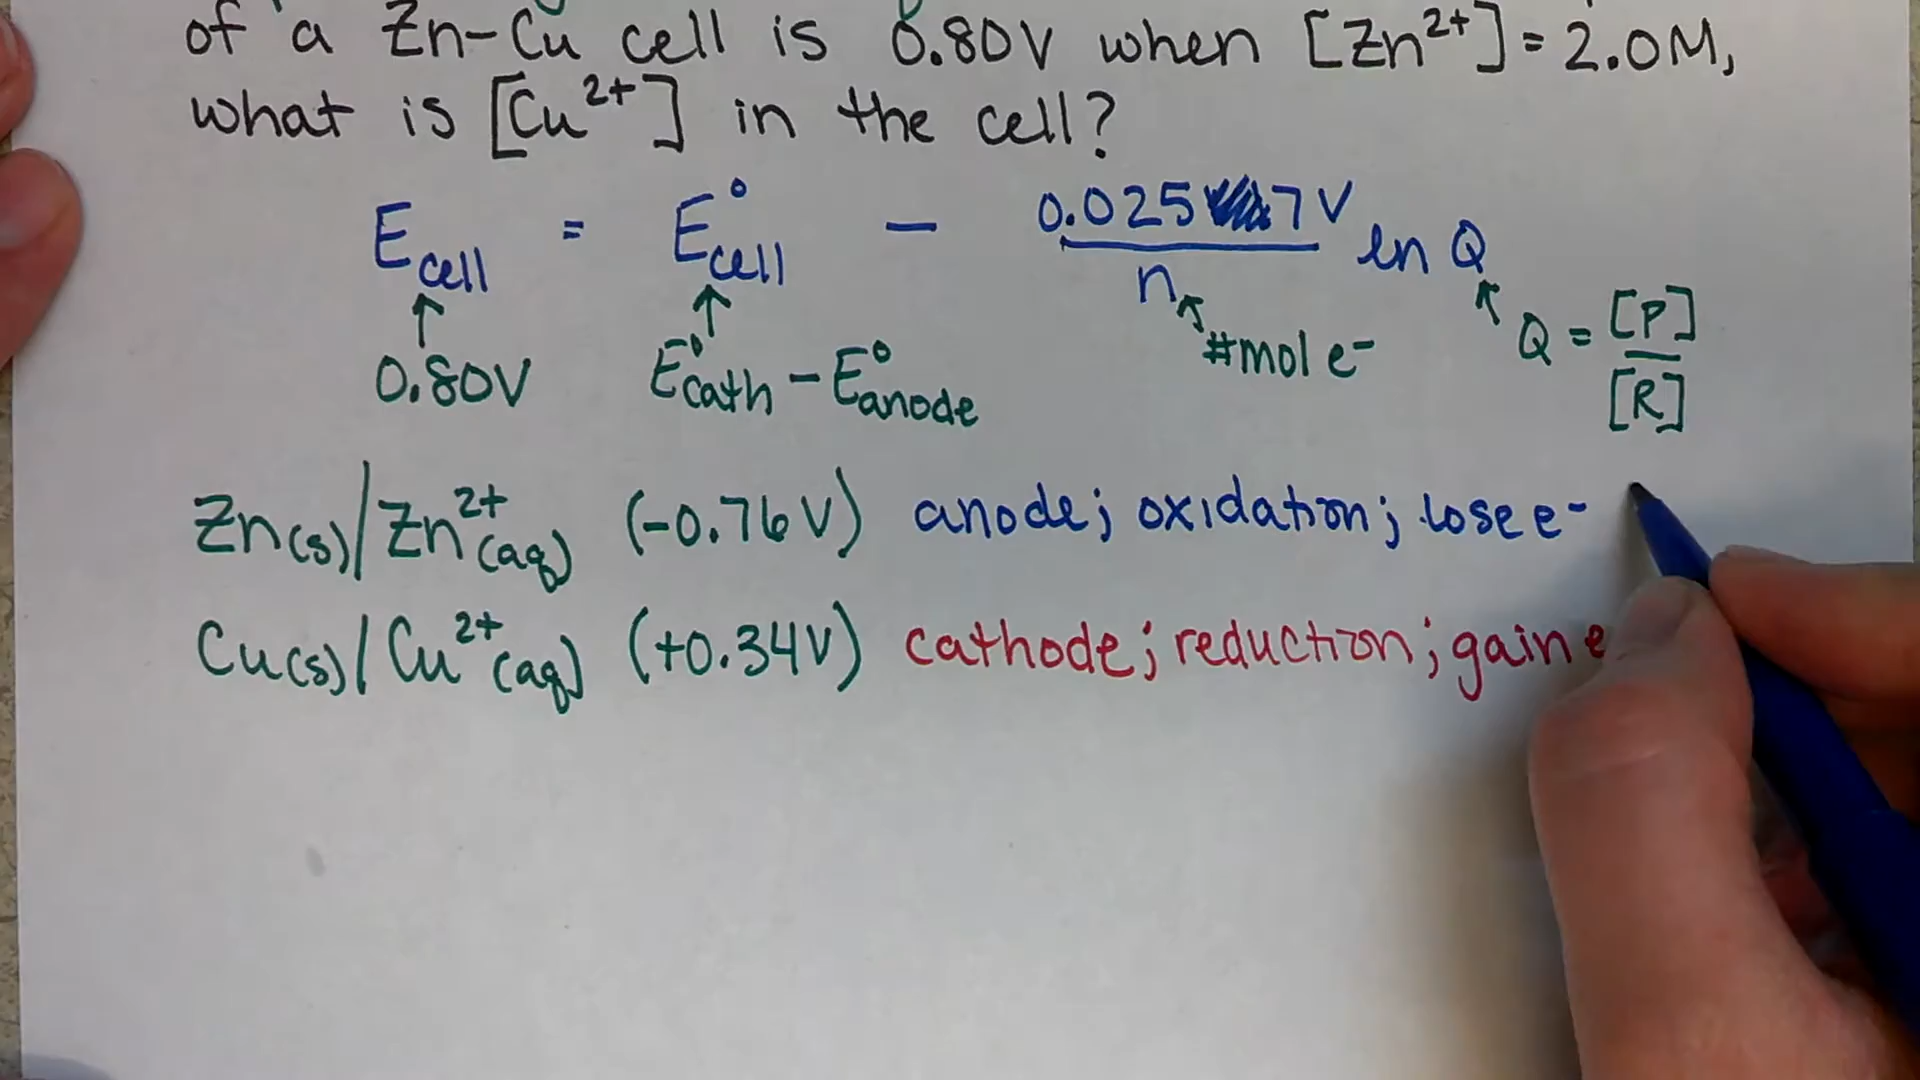 of a Zn-Cu cell is 0.80V when [Zn²⁺]=2.0M,
what is [Cu²⁺] in the cell?
E cell = E° cell – 0.025 7 V / n ln Q
↑ 0.80V
↑ E° cath – E° anode
#mol e⁻
Q = [P] / [R]
Zn(s)/Zn²⁺(aq) (-0.76V) anode; oxidation; lose e⁻
Cu(s)/Cu²⁺(aq) (+0.34V) cathode; reduction; gain e